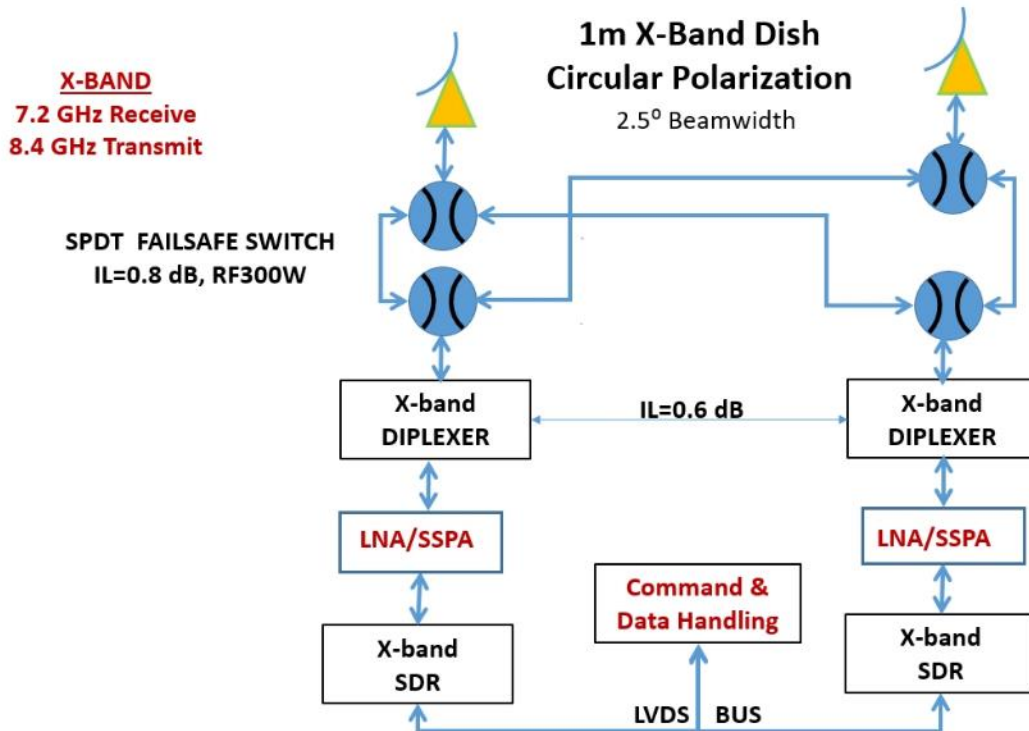 1m X-Band Dish
Circular Polarization
2.5⁰ Beamwidth
X-BAND
7.2 GHz Receive
8.4 GHz Transmit
SPDT FAILSAFE SWITCH
IL=0.8 dB, RF300W
X-band
DIPLEXER
IL=0.6 dB
X-band
DIPLEXER
LNA/SSPA
LNA/SSPA
Command &
Data Handling
X-band
SDR
X-band
SDR
LVDS BUS